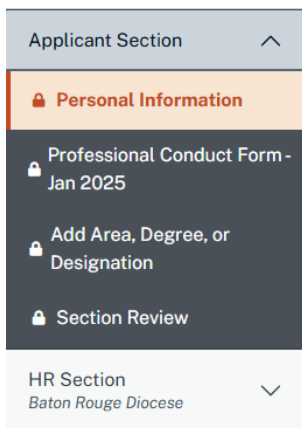 Applicant Section
Personal Information
Professional Conduct Form -
Jan 2025
Add Area, Degree, or
Designation
Section Review
HR Section
Baton Rouge Diocese